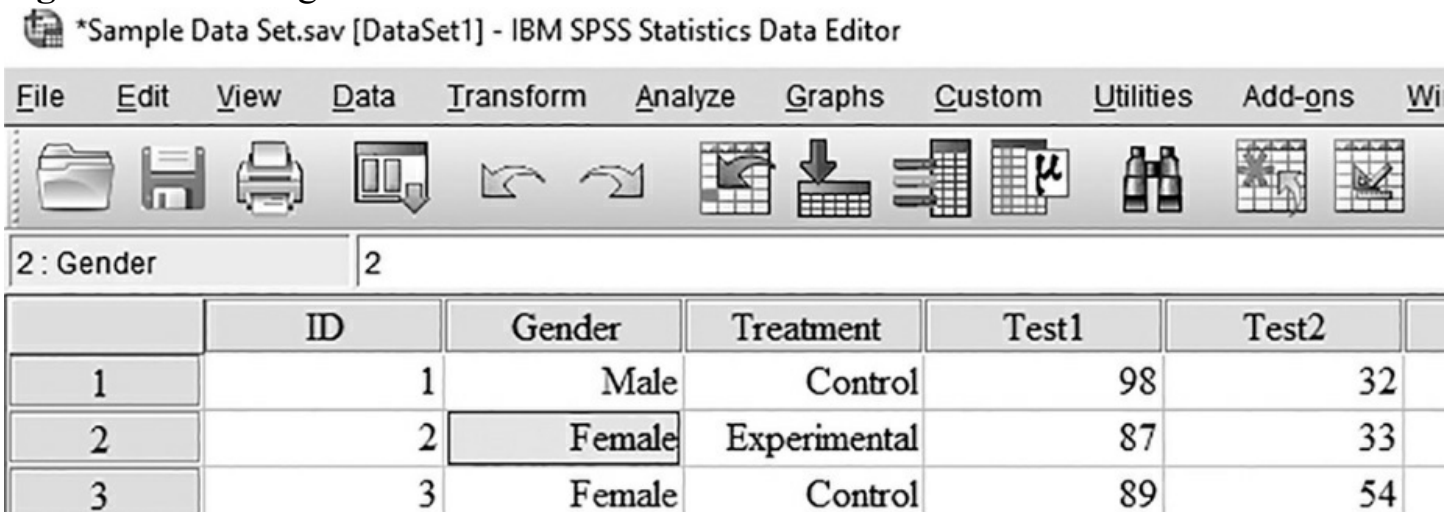 *Sample Data Set.sav [DataSet1] - IBM SPSS Statistics Data Editor
File Edit View Data Transform Analyze Graphs Custom Utilities Add-ons Wi
μ
2 : Gender 2
ID Gender Treatment Test1 Test2
1 1 Male Control 98 32
2 2 Female Experimental 87 33
3 3 Female Control 89 54